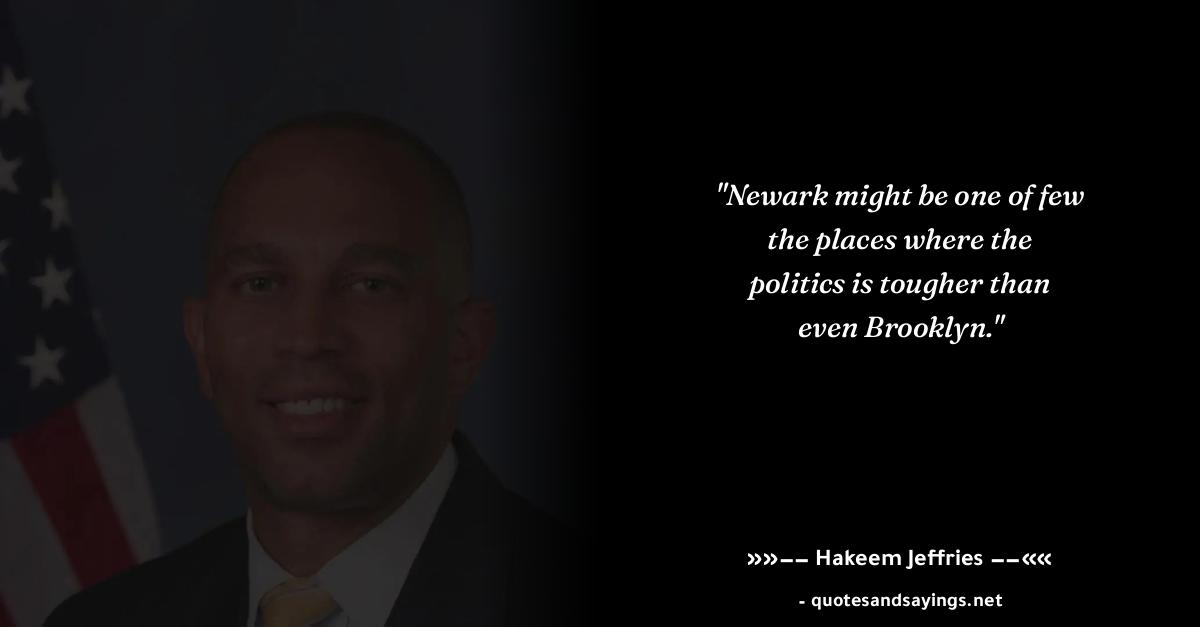 "Newark might be one of few
the places where the
politics is tougher than
even Brooklyn."
»»−− Hakeem Jeffries −−««
- quotesandsayings.net